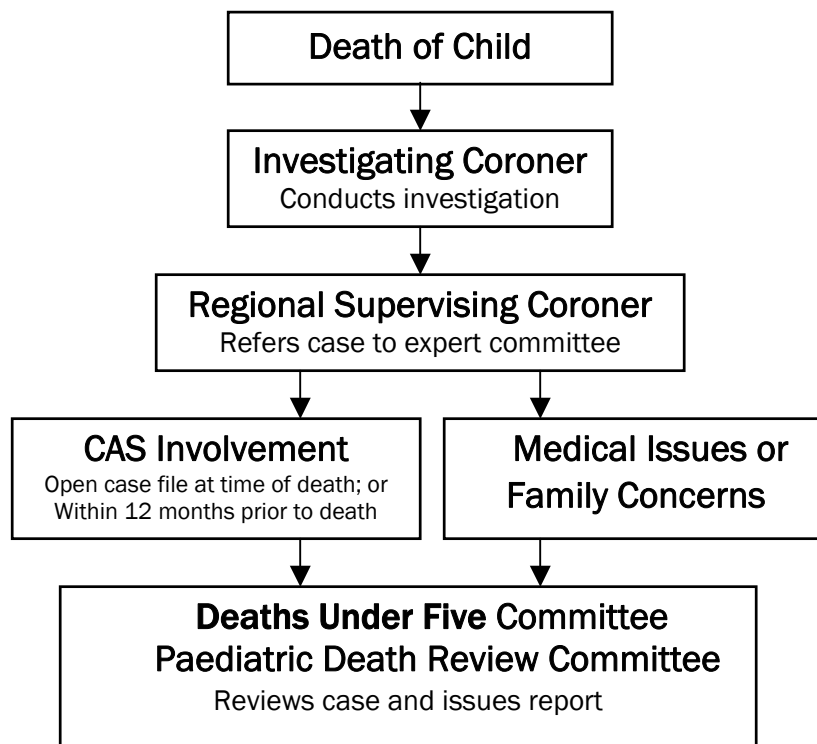 Death of Child
Investigating Coroner
Conducts investigation
Regional Supervising Coroner
Refers case to expert committee
CAS Involvement
Open case file at time of death; or
Within 12 months prior to death
Medical Issues or
Family Concerns
Deaths Under Five Committee
Paediatric Death Review Committee
Reviews case and issues report